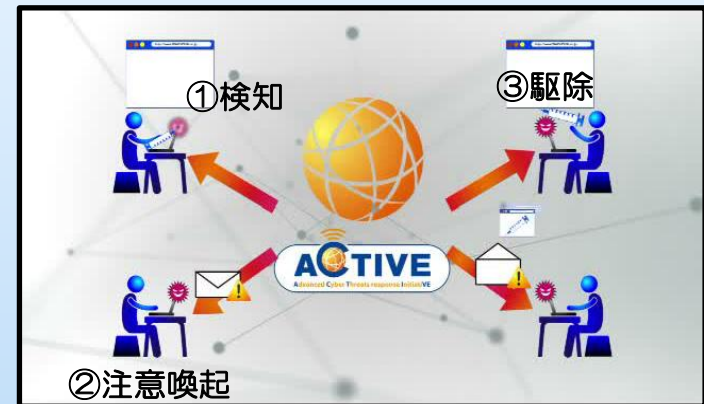 ①検知
③駆除
ACTIVE
Advanced Cyber Threats response InitiatiVE
②注意喚起